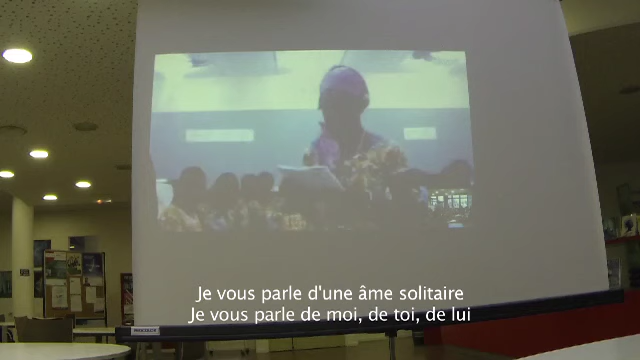 Je vous parle d'une âme solitaire
Je vous parle de moi, de toi, de lui